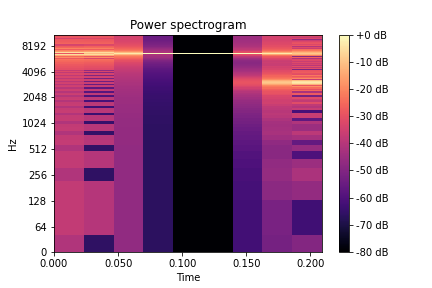 Power spectrogram
8192
4096
2048
1024
512
256
128
64
0
Hz
0.000 0.050 0.100 0.150 0.200
Time
+0 dB
-10 dB
-20 dB
-30 dB
-40 dB
-50 dB
-60 dB
-70 dB
-80 dB